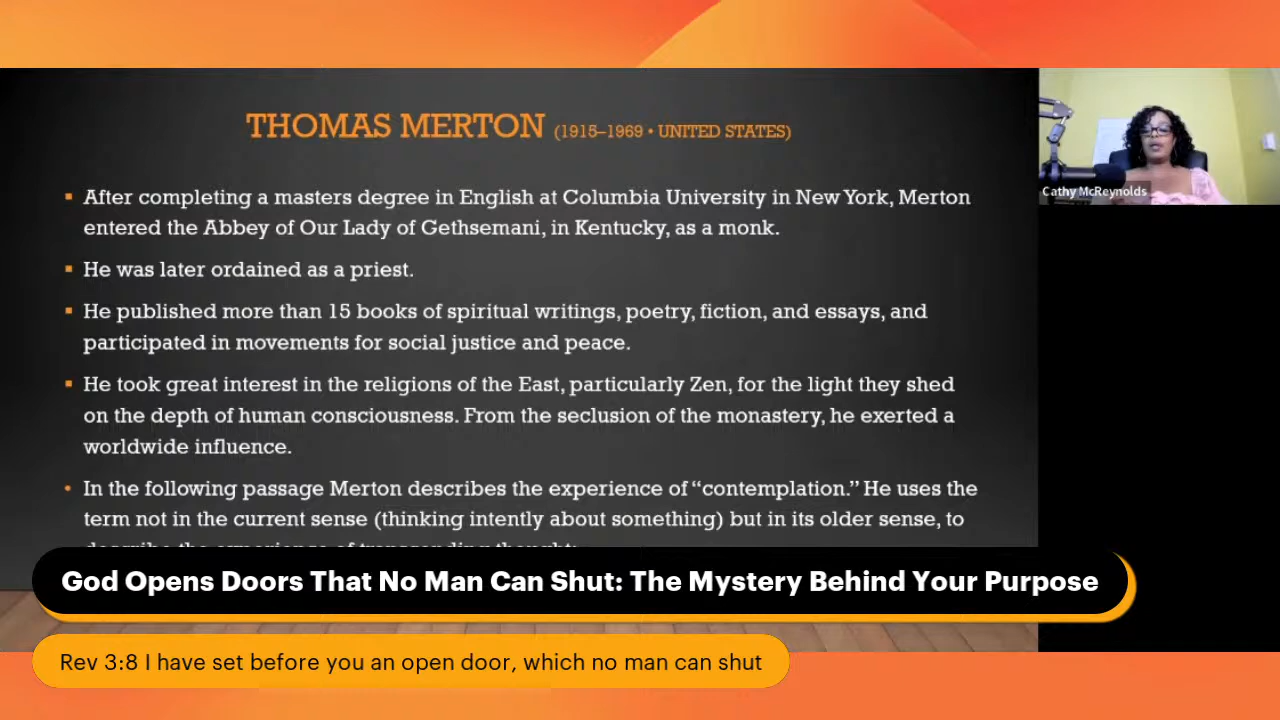 THOMAS MERTON (1915–1969 • UNITED STATES)
▪ After completing a masters degree in English at Columbia University in New York, Merton
entered the Abbey of Our Lady of Gethsemani, in Kentucky, as a monk.
▪ He was later ordained as a priest.
▪ He published more than 15 books of spiritual writings, poetry, fiction, and essays, and
participated in movements for social justice and peace.
▪ He took great interest in the religions of the East, particularly Zen, for the light they shed
on the depth of human consciousness. From the seclusion of the monastery, he exerted a
worldwide influence.
• In the following passage Merton describes the experience of “contemplation.” He uses the
term not in the current sense (thinking intently about something) but in its older sense, to
Cathy McReynolds
God Opens Doors That No Man Can Shut: The Mystery Behind Your Purpose
Rev 3:8 I have set before you an open door, which no man can shut